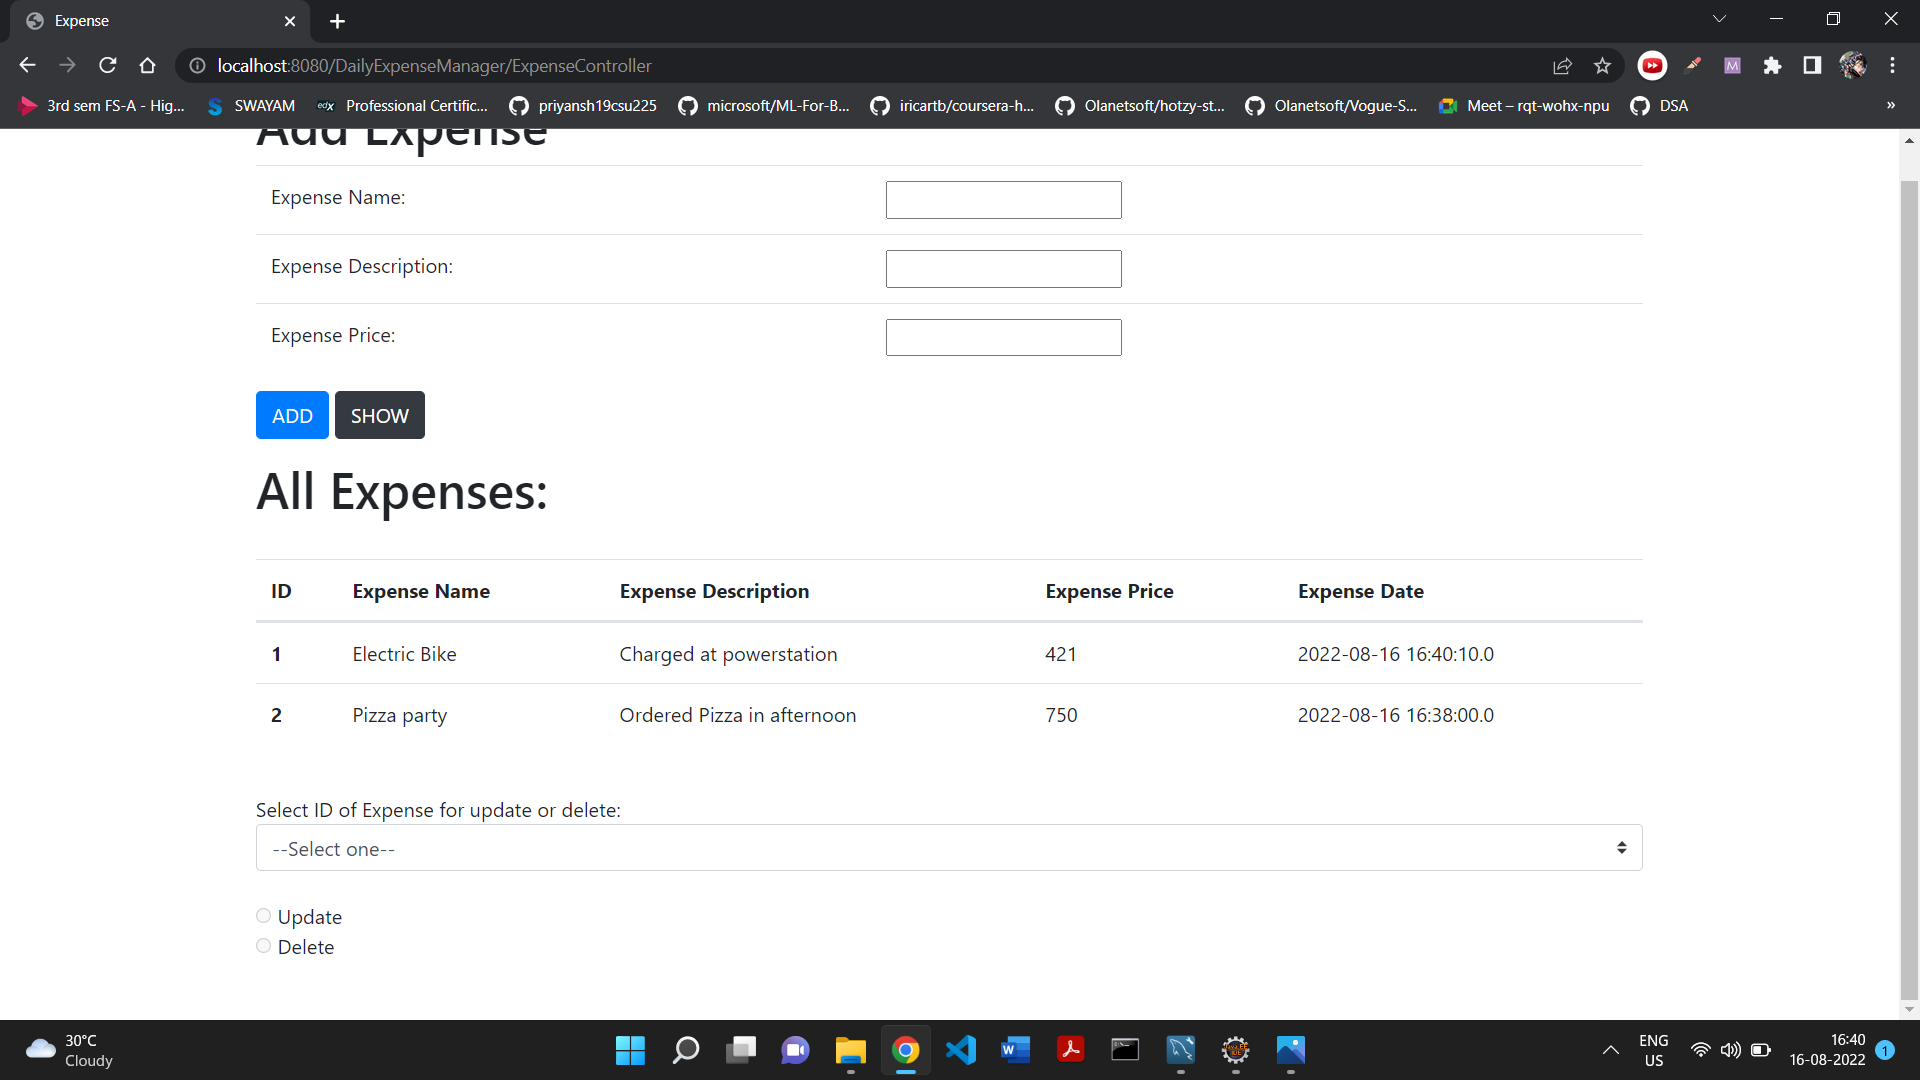 Expense
localhost:8080/DailyExpenseManager/ExpenseController
3rd sem FS-A - Hig... SWAYAM edX Professional Certific... priyansh19csu225 microsoft/ML-For-B... iricartb/coursera-h... Olanetsoft/hotzy-st... Olanetsoft/Vogue-S... Meet – rqt-wohx-npu DSA »
Add Expense
Expense Name:
Expense Description:
Expense Price:
ADD SHOW
All Expenses:
ID Expense Name Expense Description Expense Price Expense Date
1 Electric Bike Charged at powerstation 421 2022-08-16 16:40:10.0
2 Pizza party Ordered Pizza in afternoon 750 2022-08-16 16:38:00.0
Select ID of Expense for update or delete:
--Select one--
Update
Delete
30°C
Cloudy
ENG
US
16:40
16-08-2022
1